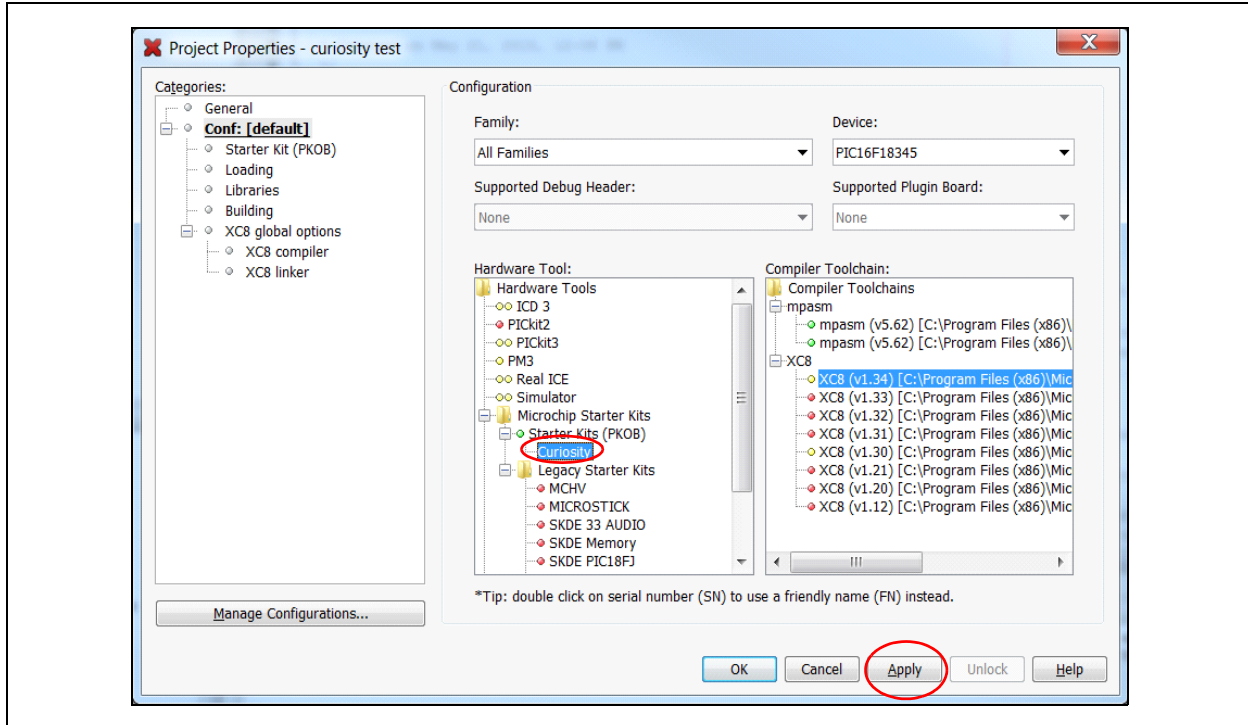 Project Properties - curiosity test
X
Categories:
General
Conf: [default]
Starter Kit (PKOB)
Loading
Libraries
Building
XC8 global options
XC8 compiler
XC8 linker
Manage Configurations...
Configuration
Family:
Device:
All Families
PIC16F18345
Supported Debug Header:
Supported Plugin Board:
None
None
Hardware Tool:
Hardware Tools
ICD 3
PICkit2
PICkit3
PM3
Real ICE
Simulator
Microchip Starter Kits
Starter Kits (PKOB)
Curiosity
Legacy Starter Kits
MCHV
MICROSTICK
SKDE 33 AUDIO
SKDE Memory
SKDE PIC18FJ
Compiler Toolchain:
Compiler Toolchains
mpasm
mpasm (v5.62) [C:\Program Files (x86)\
mpasm (v5.62) [C:\Program Files (x86)\
XC8
XC8 (v1.34) [C:\Program Files (x86)\Mic
XC8 (v1.33) [C:\Program Files (x86)\Mic
XC8 (v1.32) [C:\Program Files (x86)\Mic
XC8 (v1.31) [C:\Program Files (x86)\Mic
XC8 (v1.30) [C:\Program Files (x86)\Mic
XC8 (v1.21) [C:\Program Files (x86)\Mic
XC8 (v1.20) [C:\Program Files (x86)\Mic
XC8 (v1.12) [C:\Program Files (x86)\Mic
*Tip: double click on serial number (SN) to use a friendly name (FN) instead.
OK
Cancel
Apply
Unlock
Help